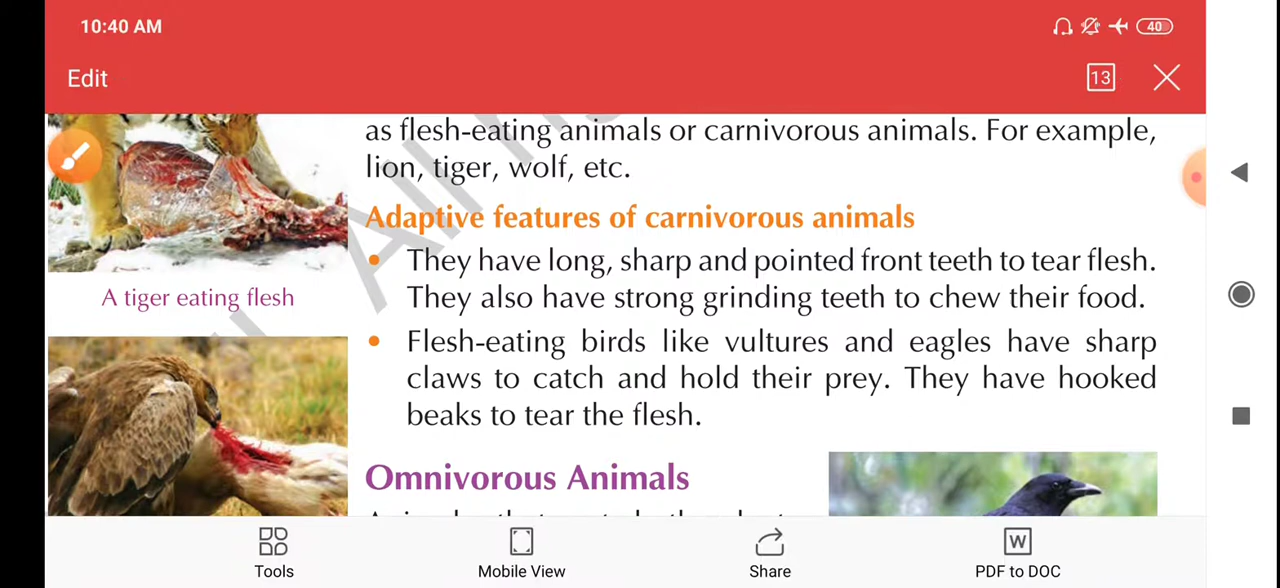 10:40 AM
40
Edit
13
as flesh-eating animals or carnivorous animals. For example,
lion, tiger, wolf, etc.
Adaptive features of carnivorous animals
• They have long, sharp and pointed front teeth to tear flesh.
They also have strong grinding teeth to chew their food.
A tiger eating flesh
• Flesh-eating birds like vultures and eagles have sharp
claws to catch and hold their prey. They have hooked
beaks to tear the flesh.
Omnivorous Animals
All
Tools
Mobile View
Share
W
PDF to DOC